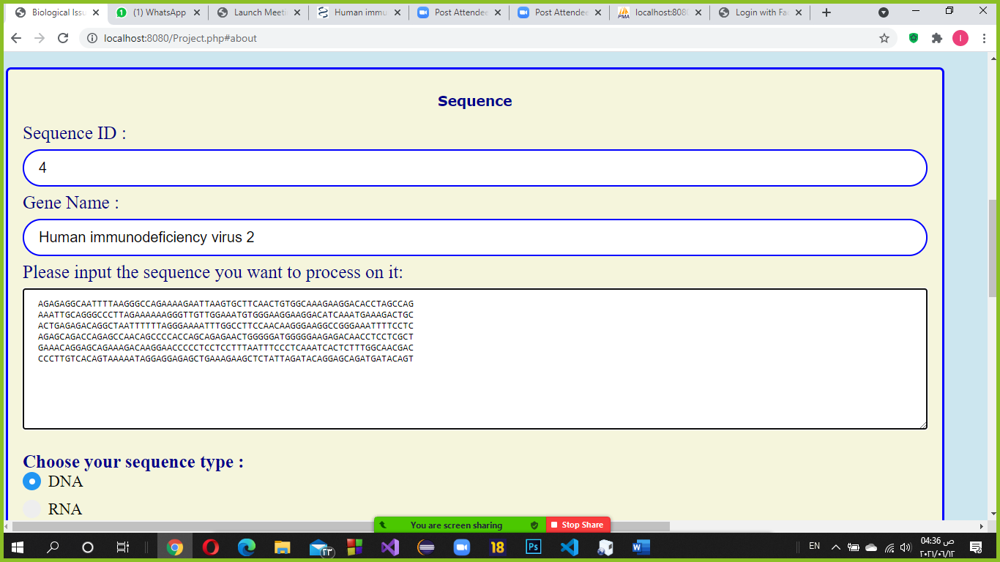 Biological Issu
(1) WhatsApp
Launch Meeti
Human immu
Post Attendee
Post Attendee
localhost:8080
Login with Fa
localhost:8080/Project.php#about
I
Sequence
Sequence ID :
4
Gene Name :
Human immunodeficiency virus 2
Please input the sequence you want to process on it:
AGAGAGGCAATTTTAAGGGCCAGAAAAGAATTAAGTGCTTCAACTGTGGCAAAGAAGGACACCTAGCCAG
AAATTGCAGGGCCCTTAGAAAAAAGGGTTGTTGGAAATGTGGGAAGGAAGGACATCAAATGAAAGACTGC
ACTGAGAGACAGGCTAATTTTTTAGGGAAAATTTGGCCTTCCAACAAGGGAAGGCCGGGAAATTTTCCTC
AGAGCAGACCAGAGCCAACAGCCCCACCAGCAGAGAACTGGGGGATGGGGGAAGAGACAACCTCCTCGCT
GAAACAGGAGCAGAAAGACAAGGAACCCCCTCCTCCTTTAATTTCCCTCAAATCACTCTTTGGCAACGAC
CCCTTGTCACAGTAAAAATAGGAGGAGAGCTGAAAGAAGCTCTATTAGATACAGGAGCAGATGATACAGT
Choose your sequence type :
DNA
RNA
You are screen sharing
Stop Share
٢٣
18
Ps
EN
04:36 ص
٢٠٢١/٠٦/١٢